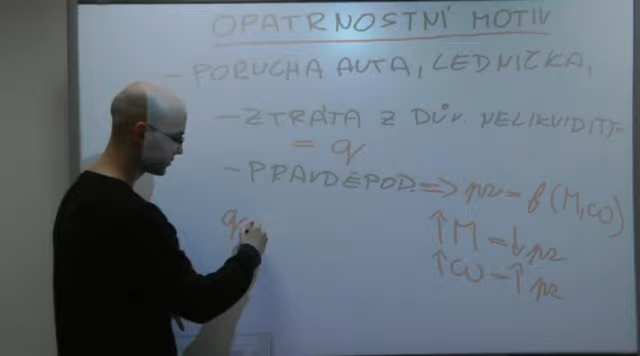 OPATRNOSTNÍ MOTIV
- PORUCHA AUTA, LEDNIČKA,
- ZTRÁTA Z DŮV. NELIKVIDITY
= q
- PRAVDĚPOD. => pr = f (M, ω)
↑ M = ↓ pr
↑ ω - ↑ pr
q